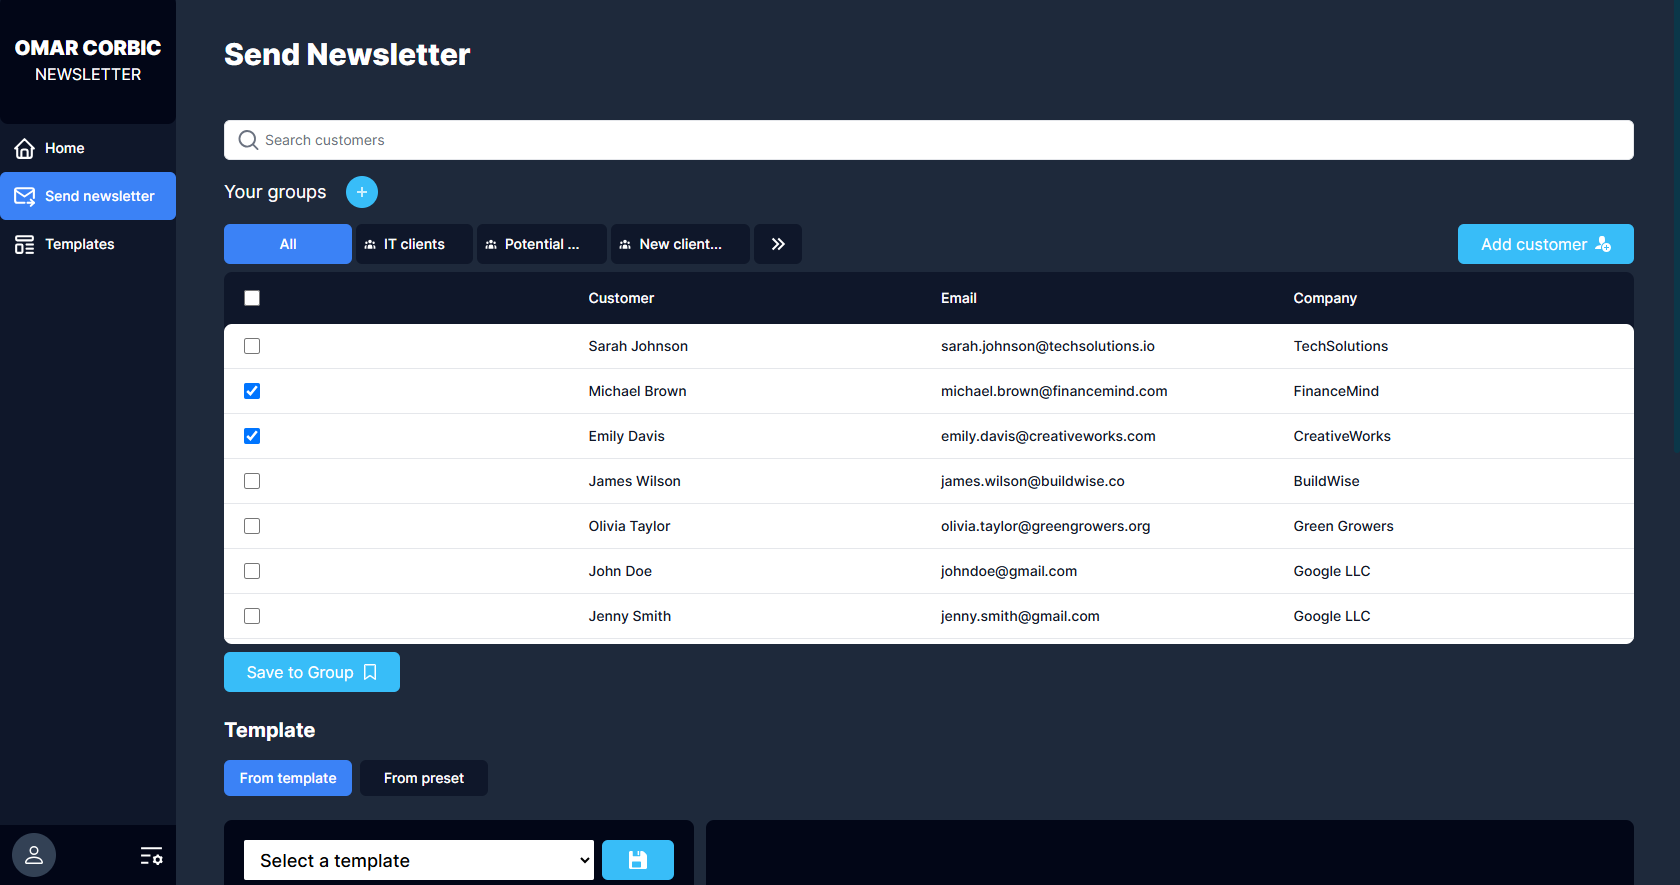 OMAR CORBIC
NEWSLETTER
Home
Send newsletter
Templates
Send Newsletter
Search customers
Your groups +
All IT clients Potential ... New client... Add customer
Customer Email Company
Sarah Johnson sarah.johnson@techsolutions.io TechSolutions
Michael Brown michael.brown@financemind.com FinanceMind
Emily Davis emily.davis@creativeworks.com CreativeWorks
James Wilson james.wilson@buildwise.co BuildWise
Olivia Taylor olivia.taylor@greengrowers.org Green Growers
John Doe johndoe@gmail.com Google LLC
Jenny Smith jenny.smith@gmail.com Google LLC
Save to Group
Template
From template From preset
Select a template